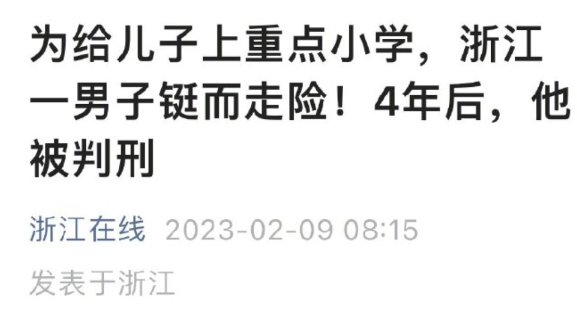 为给儿子上重点小学，浙江
一男子铤而走险！4年后，他
被判刑
浙江在线 2023-02-09 08:15
发表于浙江